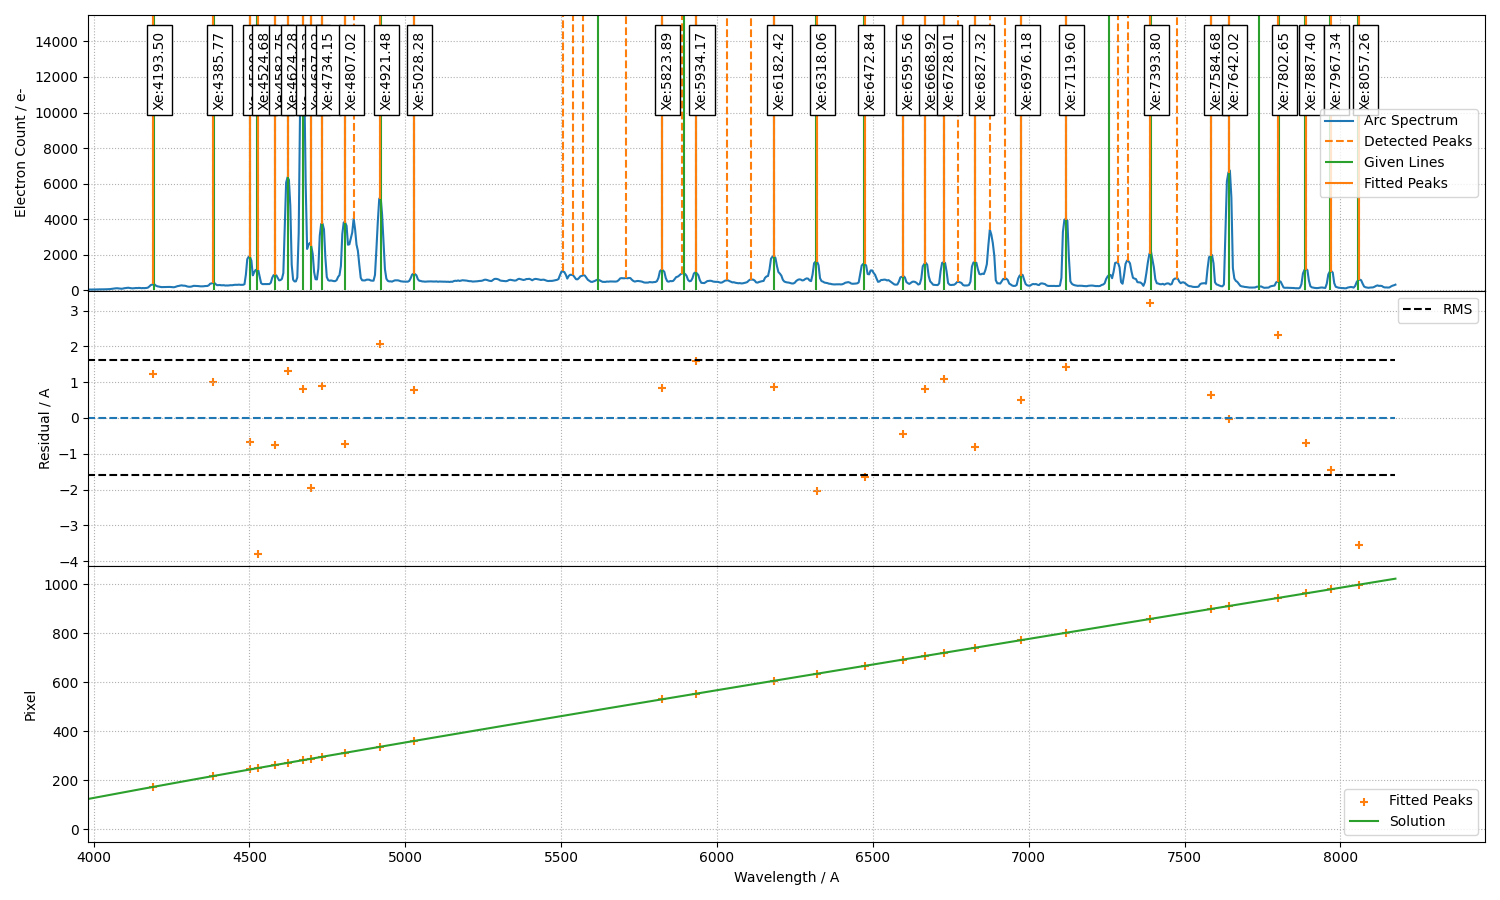 Electron Count / e-
14000
12000
10000
8000
6000
4000
2000
0
Xe:4193.50
Xe:4385.77
Xe:4524.68
Xe:4624.28
Xe:4734.15
Xe:4807.02
Xe:4921.48
Xe:5028.28
Xe:5823.89
Xe:5934.17
Xe:6182.42
Xe:6318.06
Xe:6472.84
Xe:6595.56
Xe:6668.92
Xe:6728.01
Xe:6827.32
Xe:6976.18
Xe:7119.60
Xe:7393.80
Xe:7584.68
Xe:7642.02
Xe:7802.65
Xe:7887.40
Xe:7967.34
Xe:8057.26
Arc Spectrum
Detected Peaks
Given Lines
Fitted Peaks
Residual / A
3
2
1
0
−1
−2
−3
−4
RMS
Pixel
1000
800
600
400
200
0
Fitted Peaks
Solution
4000 4500 5000 5500 6000 6500 7000 7500 8000
Wavelength / A